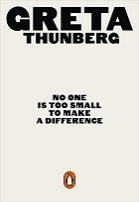 GRETA
THUNBERG
NO ONE
IS TOO SMALL
TO MAKE
A DIFFERENCE